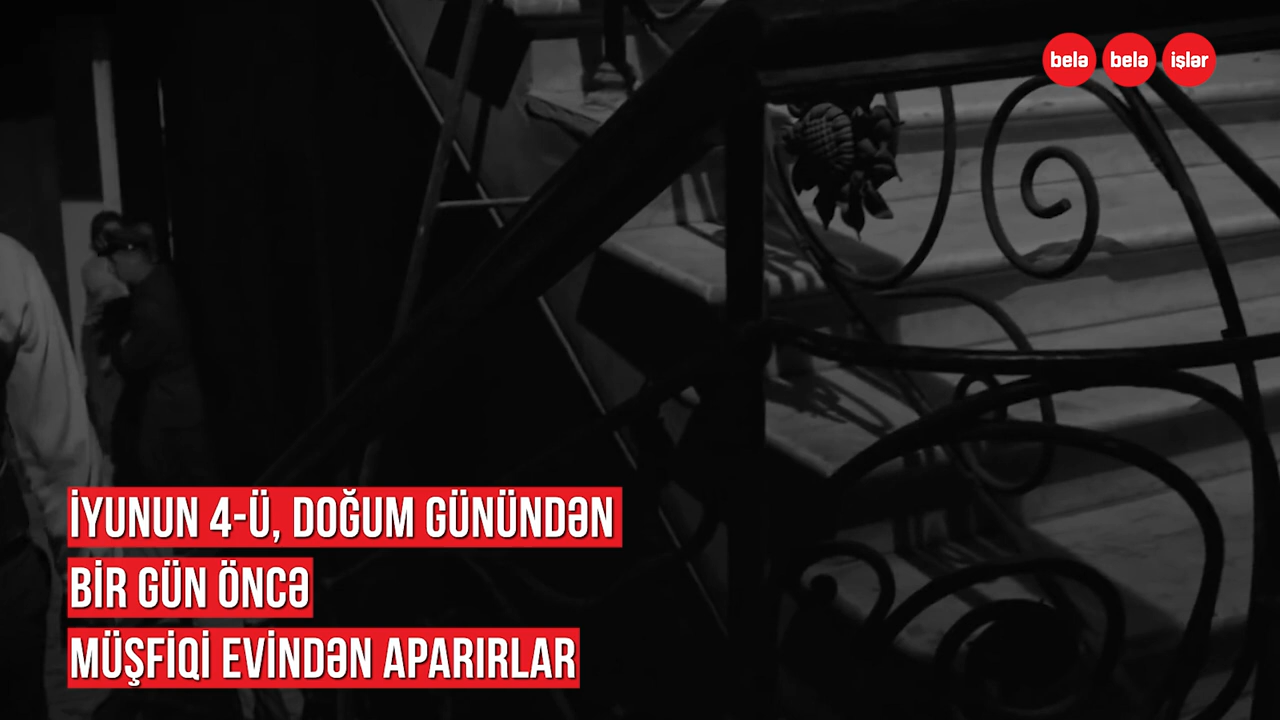 belə belə işlər
İYUNUN 4-Ü, DOĞUM GÜNÜNDƏN
BİR GÜN ÖNCƏ
MÜŞFİQİ EVİNDƏN APARIRLAR